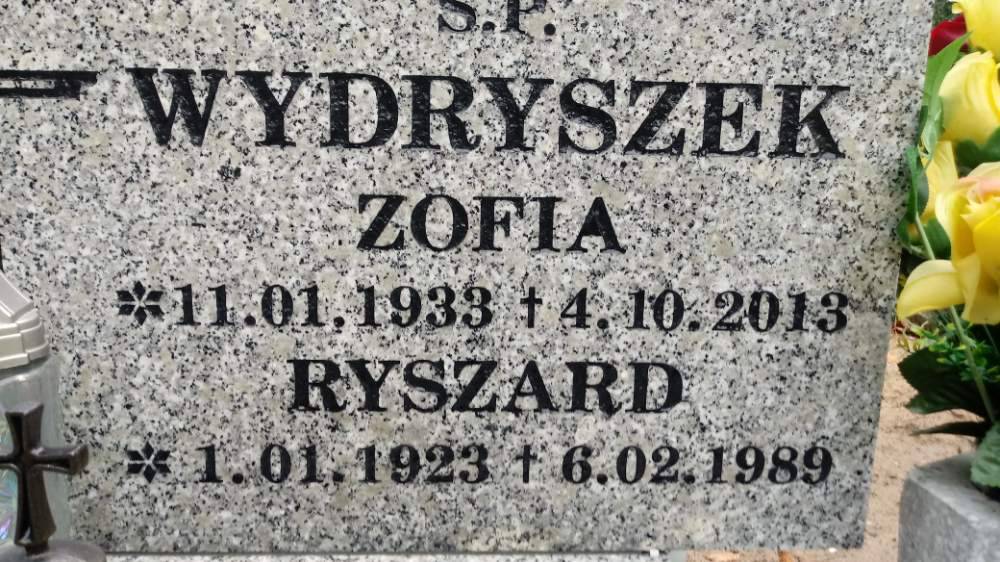 S.P.
WYDRYSZEK
ZOFIA
* 11.01.1933 † 4.10.2013
RYSZARD
* 1.01.1923 † 6.02.1989